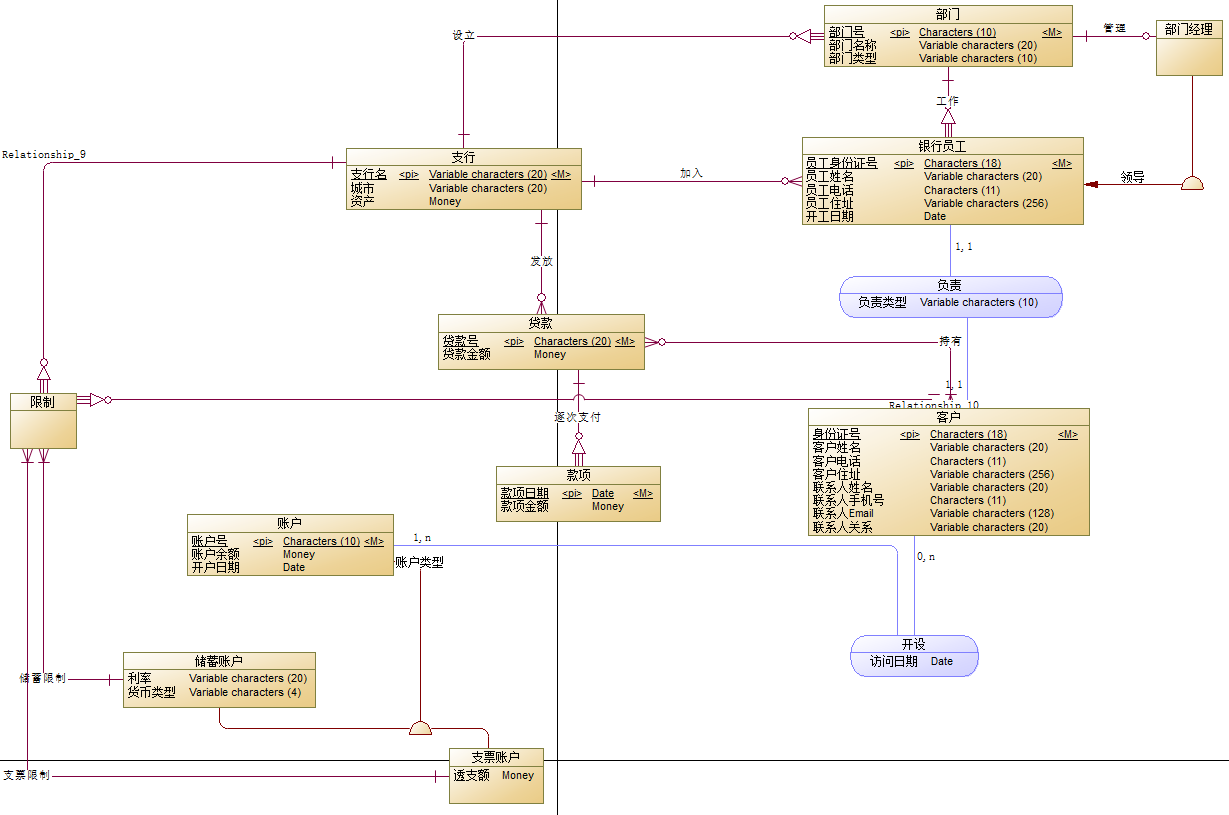 部门
部门号 <pi> Characters (10) <M>
部门名称 Variable characters (20)
部门类型 Variable characters (10)
管理
部门经理
设立
工作
Relationship_9
支行
支行名 <pi> Variable characters (20) <M>
城市 Variable characters (20)
资产 Money
加入
银行员工
员工身份证号 <pi> Characters (18) <M>
员工姓名 Variable characters (20)
员工电话 Characters (11)
员工住址 Variable characters (256)
开工日期 Date
领导
1,1
发放
负责
负责类型 Variable characters (10)
贷款
贷款号 <pi> Characters (20) <M>
贷款金额 Money
持有
1,1
限制
Relationship_10
逐次支付
客户
身份证号 <pi> Characters (18) <M>
客户姓名 Variable characters (20)
客户电话 Characters (11)
客户住址 Variable characters (256)
联系人姓名 Variable characters (20)
联系人手机号 Characters (11)
联系人Email Variable characters (128)
联系人关系 Variable characters (20)
款项
款项日期 <pi> Date <M>
款项金额 Money
账户
账户号 <pi> Characters (10) <M>
账户余额 Money
开户日期 Date
1,n
账户类型
0,n
开设
访问日期 Date
储蓄账户
利率 Variable characters (20)
货币类型 Variable characters (4)
储蓄限制
支票账户
透支额 Money
支票限制